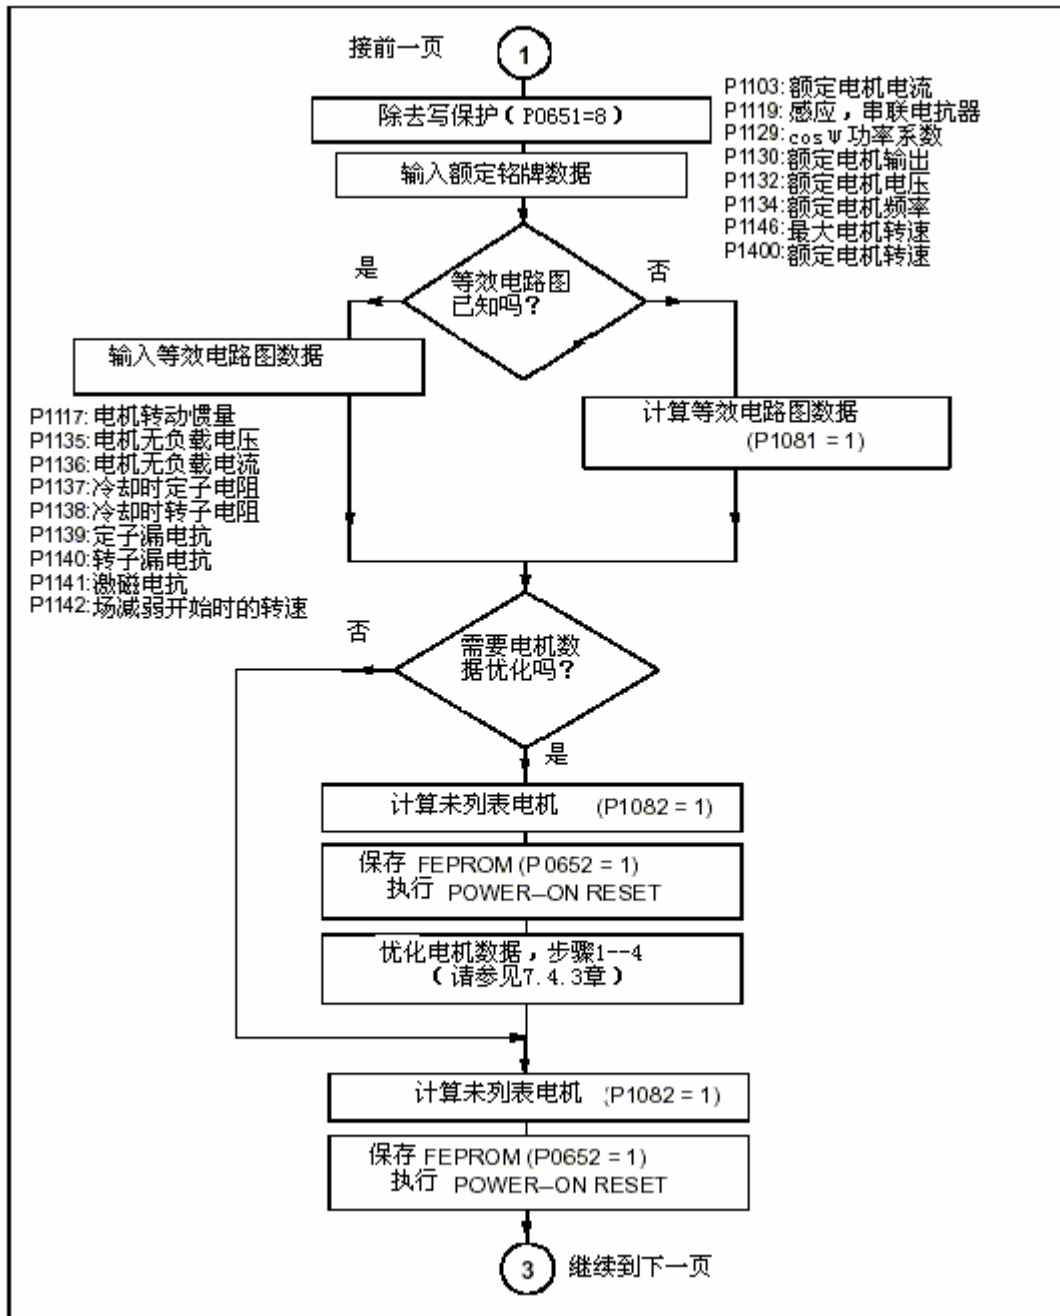 接前一页
1
除去写保护（P0651=8）
输入额定铭牌数据
P1103:额定电机电流
P1119:感应，串联电抗器
P1129:cosΨ功率系数
P1130:额定电机输出
P1132:额定电机电压
P1134:额定电机频率
P1146:最大电机转速
P1400:额定电机转速
是
等效电路图
已知吗？
否
输入等效电路图数据
计算等效电路图数据
(P1081 = 1)
P1117:电机转动惯量
P1135:电机无负载电压
P1136:电机无负载电流
P1137:冷却时定子电阻
P1138:冷却时转子电阻
P1139:定子漏电抗
P1140:转子漏电抗
P1141:激磁电抗
P1142:场减弱开始时的转速
否
需要电机数
据优化吗？
是
计算未列表电机 (P1082 = 1)
保存 FEPROM (P0652 = 1)
执行 POWER–ON RESET
优化电机数据，步骤1--4
（请参见7.4.3章）
计算未列表电机 (P1082 = 1)
保存 FEPROM (P0652 = 1)
执行 POWER–ON RESET
3
继续到下一页